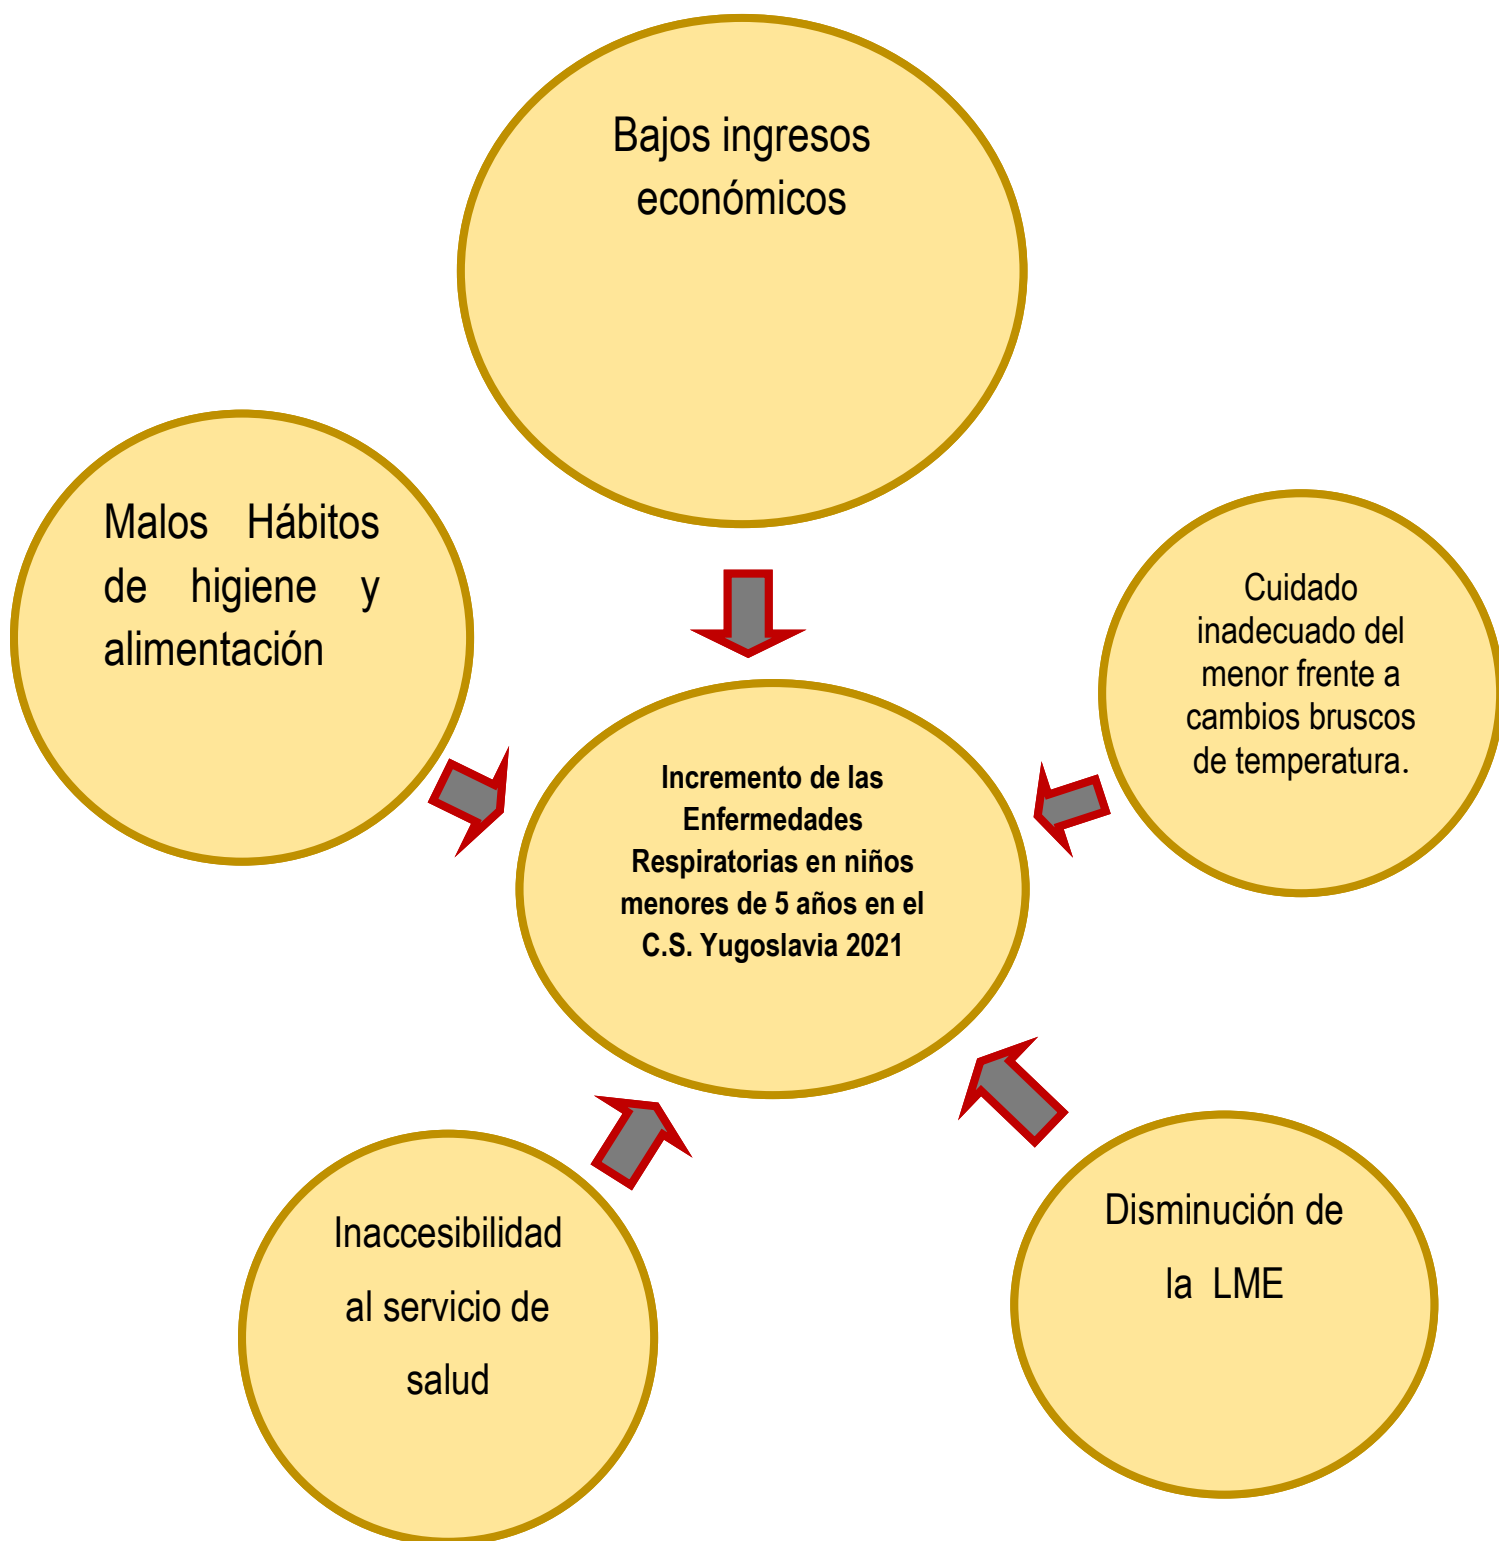 Bajos ingresos
económicos
Malos Hábitos
de higiene y
alimentación
Cuidado
inadecuado del
menor frente a
cambios bruscos
de temperatura.
Incremento de las
Enfermedades
Respiratorias en niños
menores de 5 años en el
C.S. Yugoslavia 2021
Inaccesibilidad
al servicio de
salud
Disminución de
la LME